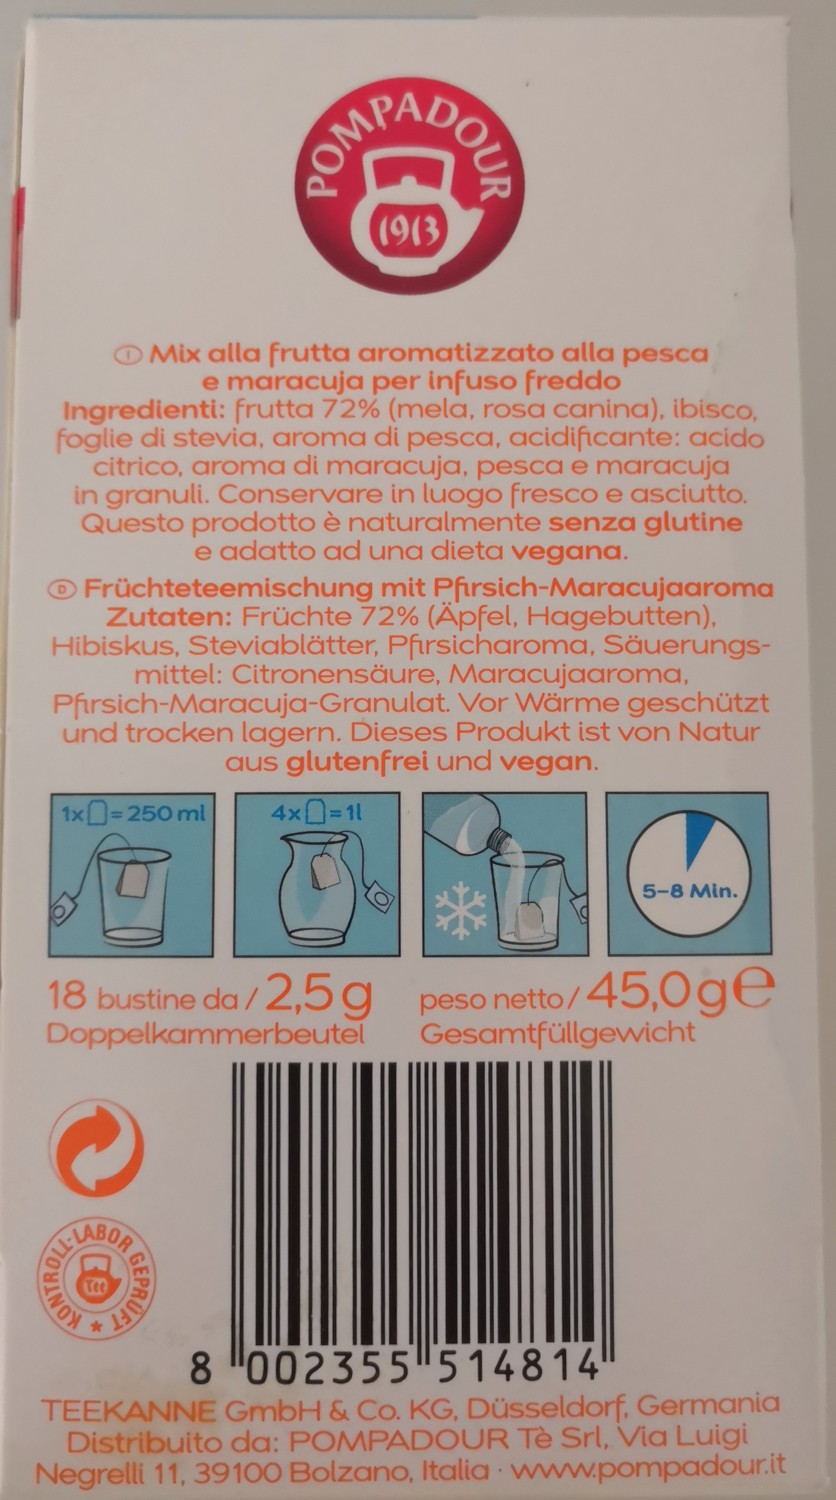 POMPADOUR
1913
I Mix alla frutta aromatizzato alla pesca
e maracuja per infuso freddo
Ingredienti: frutta 72% (mela, rosa canina), ibisco,
foglie di stevia, aroma di pesca, acidificante: acido
citrico, aroma di maracuja, pesca e maracuja
in granuli. Conservare in luogo fresco e asciutto.
Questo prodotto è naturalmente senza glutine
e adatto ad una dieta vegana.
D Früchteteemischung mit Pfirsich-Maracujaaroma
Zutaten: Früchte 72% (Äpfel, Hagebutten),
Hibiskus, Steviablätter, Pfirsicharoma, Säuerungs-
mittel: Citronensäure, Maracujaaroma,
Pfirsich-Maracuja-Granulat. Vor Wärme geschützt
und trocken lagern. Dieses Produkt ist von Natur
aus glutenfrei und vegan.
1x = 250 ml
4x = 1l
5-8 Min.
18 bustine da / 2,5 g
Doppelkammerbeutel
peso netto / 45,0 g e
Gesamtfüllgewicht
KONTROLL-LABOR GEPRÜFT
Tee
8 002355 514814
TEEKANNE GmbH & Co. KG, Düsseldorf, Germania
Distribuito da: POMPADOUR Tè Srl, Via Luigi
Negrelli 11, 39100 Bolzano, Italia · www.pompadour.it